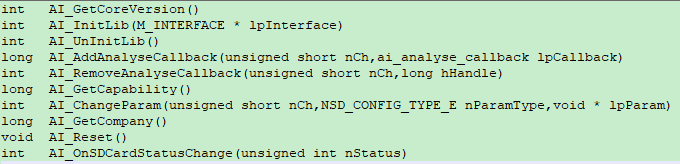 int AI_GetCoreVersion()
int AI_InitLib(M_INTERFACE * lpInterface)
int AI_UnInitLib()
long AI_AddAnalyseCallback(unsigned short nCh,ai_analyse_callback lpCallback)
int AI_RemoveAnalyseCallback(unsigned short nCh,long hHandle)
long AI_GetCapability()
int AI_ChangeParam(unsigned short nCh,NSD_CONFIG_TYPE_E nParamType,void * lpParam)
long AI_GetCompany()
void AI_Reset()
int AI_OnSDCardStatusChange(unsigned int nStatus)